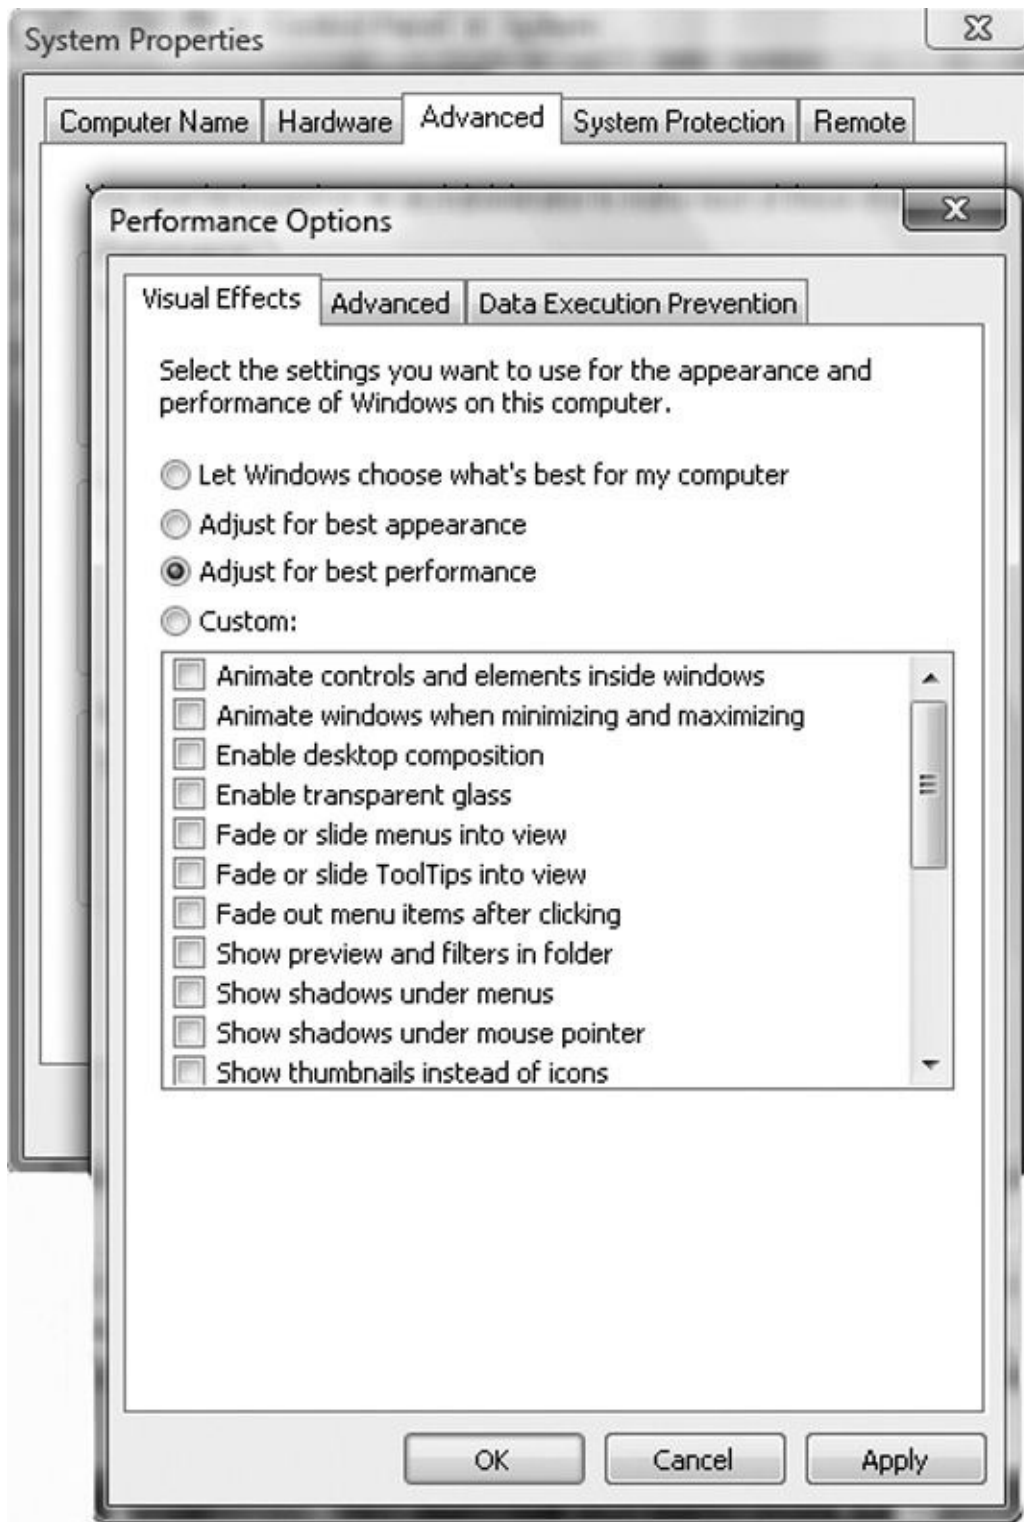 System Properties
Computer Name Hardware Advanced System Protection Remote
Performance Options
Visual Effects Advanced Data Execution Prevention
Select the settings you want to use for the appearance and
performance of Windows on this computer.
Let Windows choose what's best for my computer
Adjust for best appearance
Adjust for best performance
Custom:
Animate controls and elements inside windows
Animate windows when minimizing and maximizing
Enable desktop composition
Enable transparent glass
Fade or slide menus into view
Fade or slide ToolTips into view
Fade out menu items after clicking
Show preview and filters in folder
Show shadows under menus
Show shadows under mouse pointer
Show thumbnails instead of icons
OK Cancel Apply